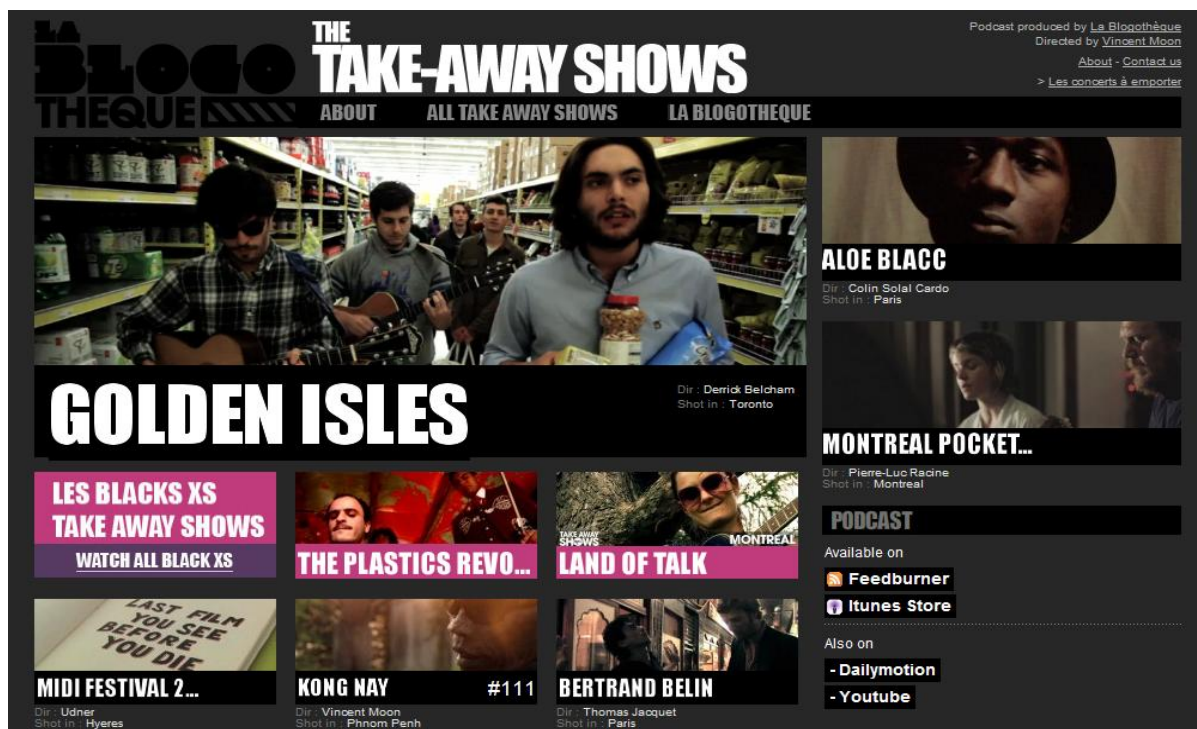 LA
BLOGO
THEQUE
THE
TAKE-AWAY SHOWS
Podcast produced by La Blogothèque
Directed by Vincent Moon
About - Contact us
> Les concerts à emporter
ABOUT ALL TAKE AWAY SHOWS LA BLOGOTHEQUE
GOLDEN ISLES
Dir : Derrick Belcham
Shot in : Toronto
ALOE BLACC
Dir : Colin Solal Cardo
Shot in : Paris
MONTREAL POCKET...
Dir : Pierre-Luc Racine
Shot in : Montreal
LES BLACKS XS
TAKE AWAY SHOWS
WATCH ALL BLACK XS
THE PLASTICS REVO...
TAKE AWAY
SHOWS
MONTREAL
LAND OF TALK
LAST FILM
YOU SEE
BEFORE
YOU DIE
MIDI FESTIVAL 2...
Dir : Udner
Shot in : Hyeres
KONG NAY #111
Dir : Vincent Moon
Shot in : Phnom Penh
BERTRAND BELIN
Dir : Thomas Jacquet
Shot in : Paris
PODCAST
Available on
Feedburner
Itunes Store
Also on
- Dailymotion
- Youtube